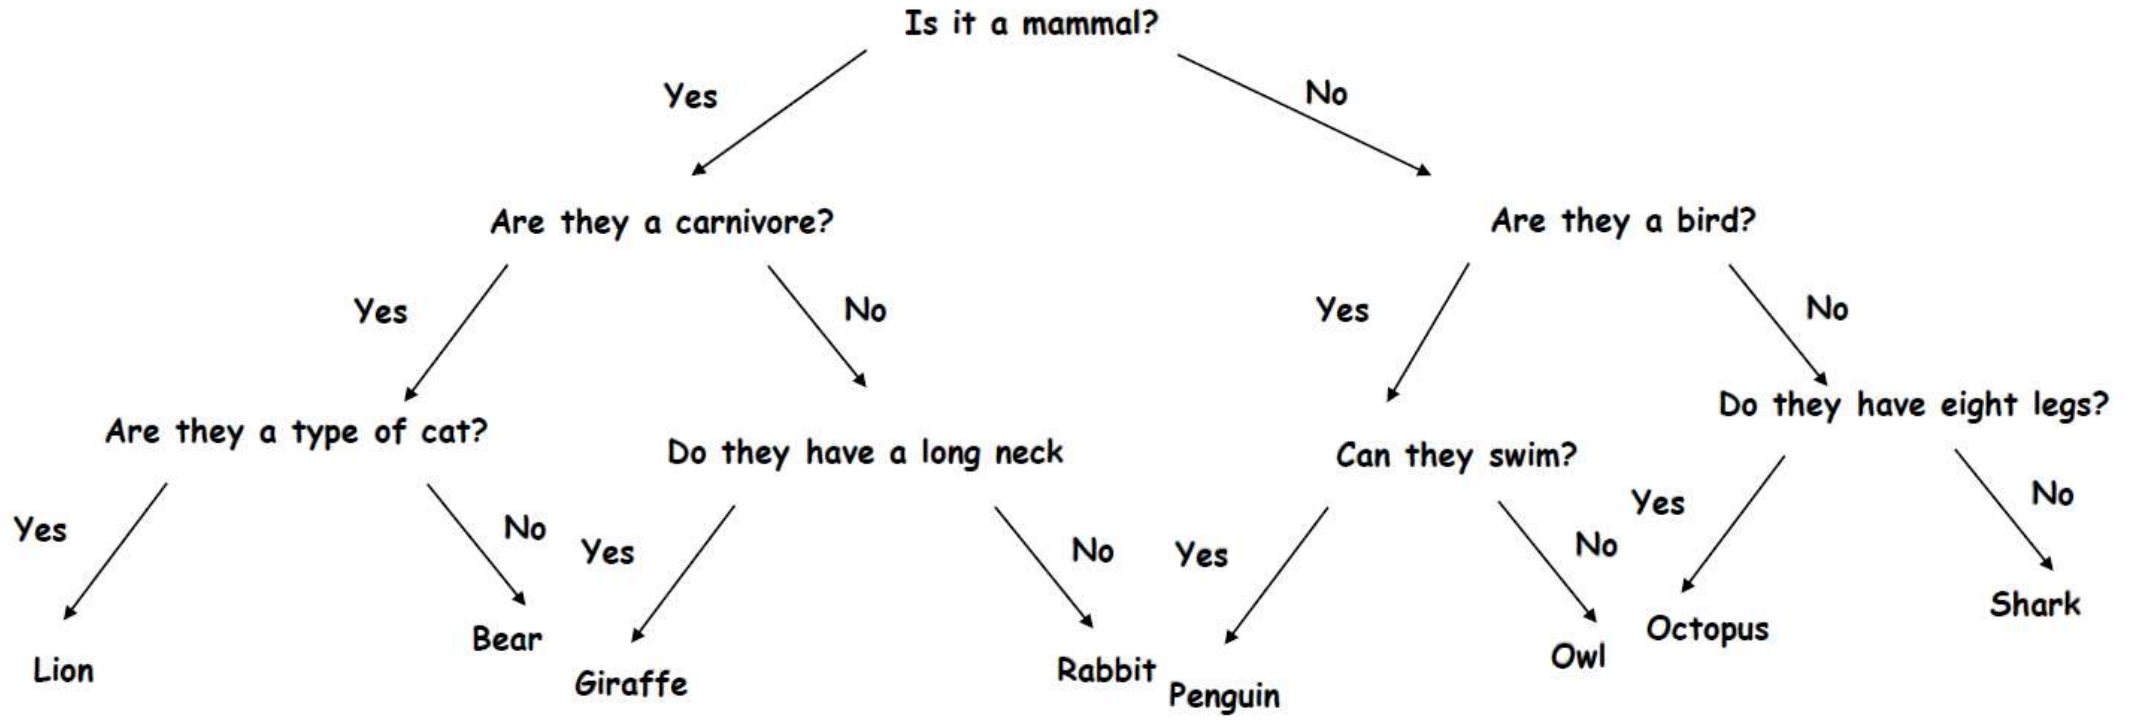 Is it a mammal?
Yes
No
Are they a carnivore?
Are they a bird?
Yes
No
Yes
No
Are they a type of cat?
Do they have a long neck
Can they swim?
Do they have eight legs?
Yes
No
Yes
No
Yes
No
Yes
No
Lion
Bear
Giraffe
Rabbit
Penguin
Owl
Octopus
Shark